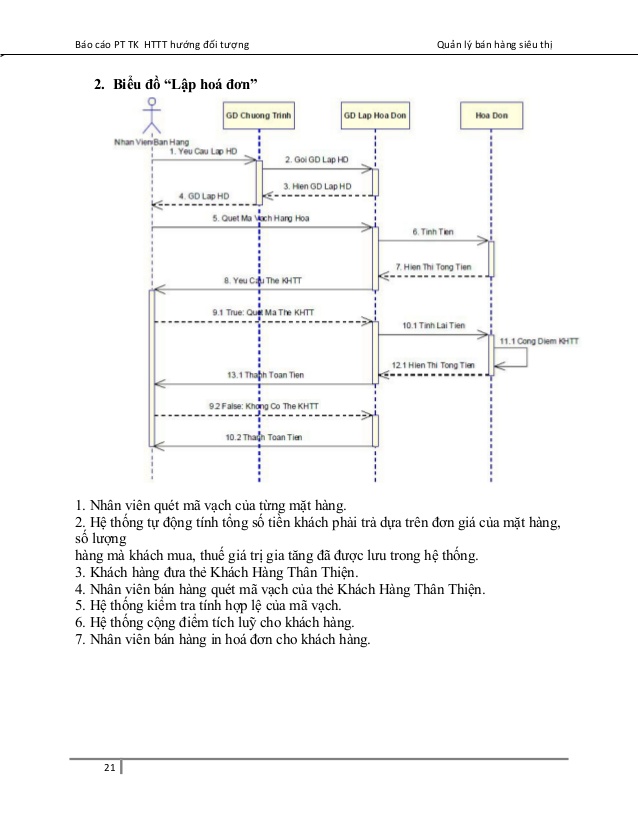 Báo cáo PT TK HTTT hướng đối tượng Quản lý bán hàng siêu thị
2. Biểu đồ “Lập hoá đơn”
GD Chuong Trinh GD Lap Hoa Don Hoa Don
Nhan Vien Ban Hang
1. Yeu Cau Lap HD
2. Goi GD Lap HD
3. Hien GD Lap HD
4. GD Lap HD
5. Quet Ma Vach Hang Hoa
6. Tinh Tien
7. Hien Thi Tong Tien
8. Yeu Cau The KHTT
9.1 True: Quet Ma The KHTT
10.1 Tinh Lai Tien
11.1 Cong Diem KHTT
12.1 Hien Thi Tong Tien
13.1 Thanh Toan Tien
9.2 False: Khong Co The KHTT
10.2 Thanh Toan Tien
1. Nhân viên quét mã vạch của từng mặt hàng.
2. Hệ thống tự động tính tổng số tiền khách phải trả dựa trên đơn giá của mặt hàng,
số lượng
hàng mà khách mua, thuế giá trị gia tăng đã được lưu trong hệ thống.
3. Khách hàng đưa thẻ Khách Hàng Thân Thiện.
4. Nhân viên bán hàng quét mã vạch của thẻ Khách Hàng Thân Thiện.
5. Hệ thống kiểm tra tính hợp lệ của mã vạch.
6. Hệ thống cộng điểm tích luỹ cho khách hàng.
7. Nhân viên bán hàng in hoá đơn cho khách hàng.
21